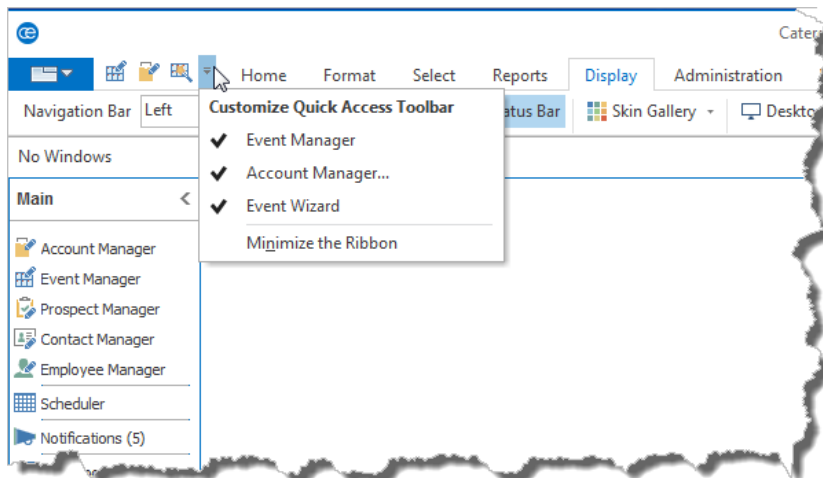 Cater
Home Format Select Reports Display Administration
Navigation Bar Left
Customize Quick Access Toolbar
Event Manager
Account Manager...
Event Wizard
Minimize the Ribbon
atus Bar Skin Gallery Deskto
No Windows
Main
Account Manager
Event Manager
Prospect Manager
Contact Manager
Employee Manager
Scheduler
Notifications (5)